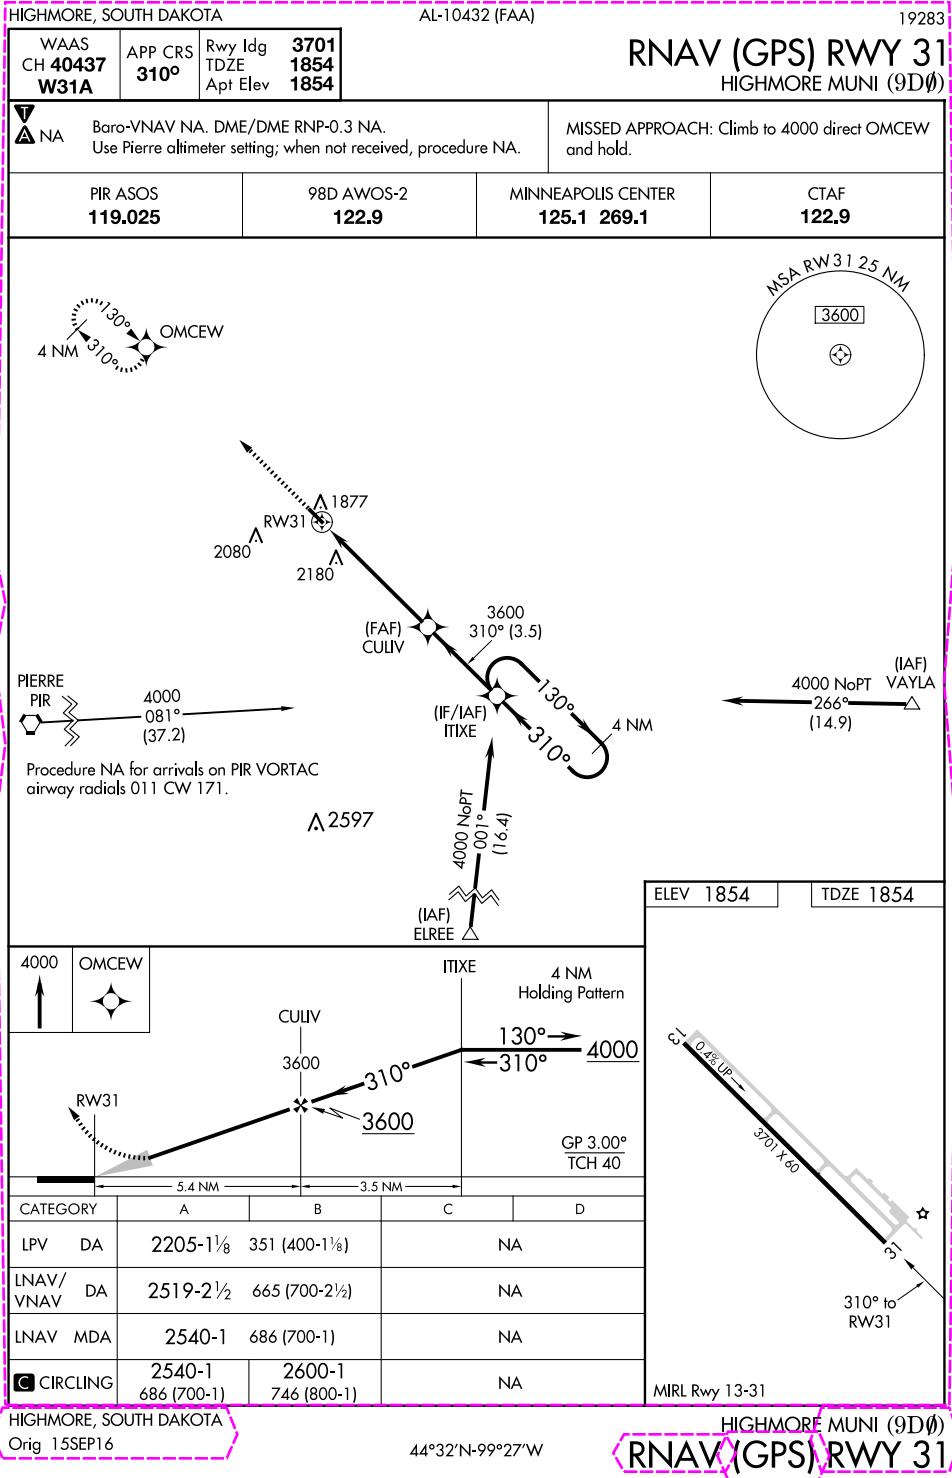 HIGHMORE, SOUTH DAKOTA
AL-10432 (FAA)
19283
WAAS
CH 40437
W31A
APP CRS
310°
Rwy Idg 3701
TDZE 1854
Apt Elev 1854
RNAV (GPS) RWY 31
HIGHMORE MUNI (9DØ)
T
A NA
Baro-VNAV NA. DME/DME RNP-0.3 NA.
Use Pierre altimeter setting; when not received, procedure NA.
MISSED APPROACH: Climb to 4000 direct OMCEW
and hold.
PIR ASOS
119.025
98D AWOS-2
122.9
MINNEAPOLIS CENTER
125.1 269.1
CTAF
122.9
MSA RW31 25 NM
3600
130°
310°
4 NM
OMCEW
1877
RW31
2080
2180
(FAF)
CULIV
3600
310° (3.5)
PIERRE
PIR
4000
081°
(37.2)
(IF/IAF)
ITIXE
130°
310°
4 NM
4000 NoPT
266°
(14.9)
(IAF)
VAYLA
Procedure NA for arrivals on PIR VORTAC
airway radials 011 CW 171.
2597
4000 NoPT
001°
(16.4)
(IAF)
ELREE
ELEV 1854
TDZE 1854
4000
OMCEW
ITIXE
4 NM
Holding Pattern
CULIV
3600
130°
310°
4000
310°
3600
RW31
GP 3.00°
TCH 40
5.4 NM
3.5 NM
13
0.4% UP
3701 X 60
31
310° to
RW31
MIRL Rwy 13-31
CATEGORY A B C D
LPV DA 2205-1⅛ 351 (400-1⅛) NA
LNAV/
VNAV DA 2519-2½ 665 (700-2½) NA
LNAV MDA 2540-1 686 (700-1) NA
C CIRCLING 2540-1 2600-1 NA
686 (700-1) 746 (800-1)
HIGHMORE, SOUTH DAKOTA
Orig 15SEP16
44°32'N-99°27'W
HIGHMORE MUNI (9DØ)
RNAV (GPS) RWY 31